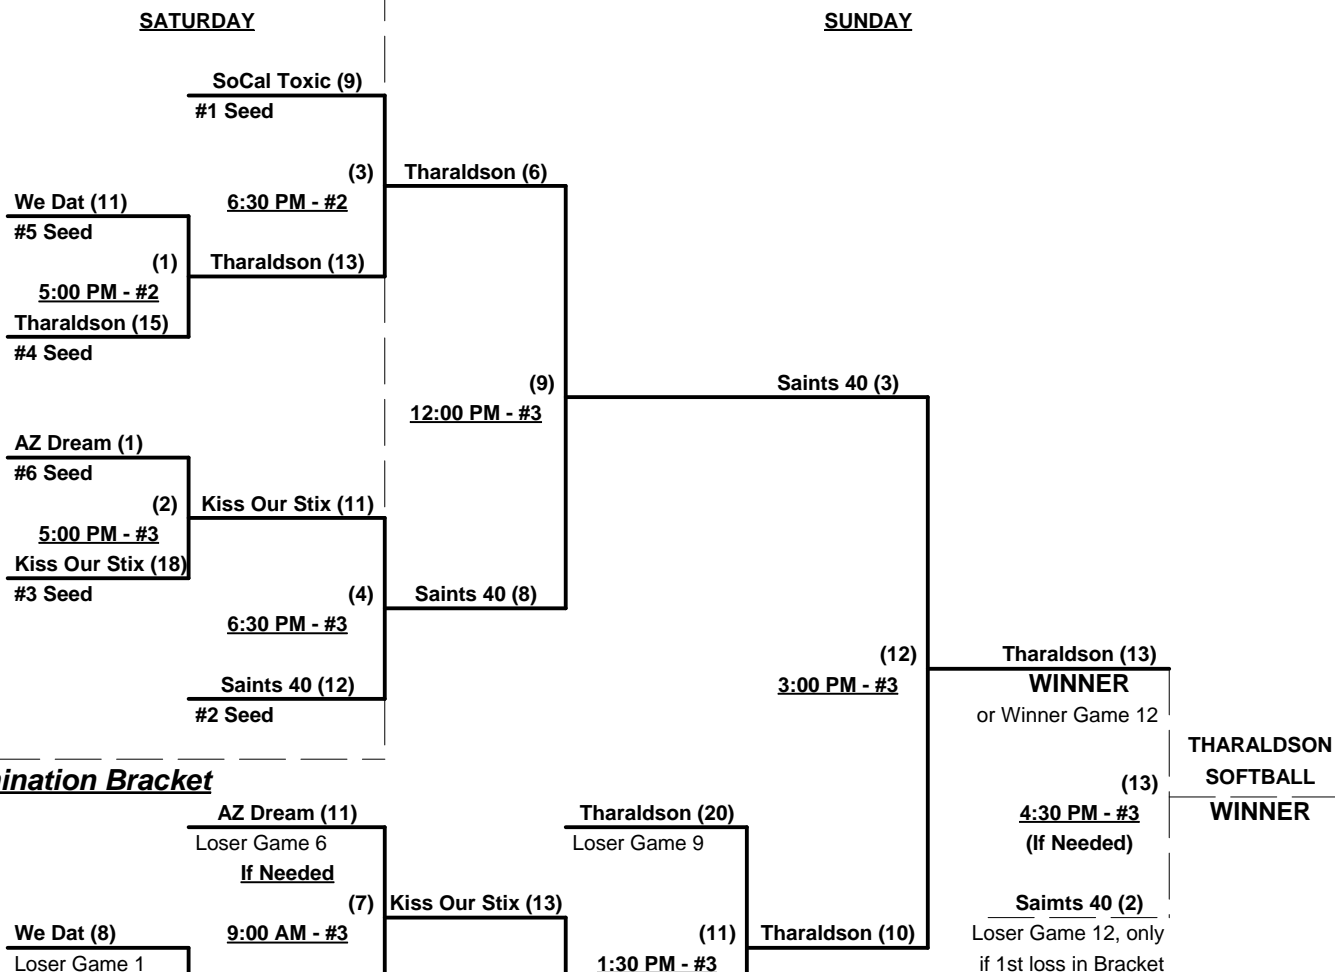 SATURDAY
SUNDAY
SoCal Toxic (9)
#1 Seed
(3)
Tharaldson (6)
We Dat (11)
6:30 PM - #2
#5 Seed
(1)
Tharaldson (13)
5:00 PM - #2
Tharaldson (15)
#4 Seed
(9)
Saints 40 (3)
12:00 PM - #3
AZ Dream (1)
#6 Seed
(2)
Kiss Our Stix (11)
5:00 PM - #3
Kiss Our Stix (18)
#3 Seed
(4)
Saints 40 (8)
6:30 PM - #3
(12)
Tharaldson (13)
Saints 40 (12)
3:00 PM - #3
WINNER
#2 Seed
or Winner Game 12
THARALDSON
SOFTBALL
WINNER
ination Bracket
(13)
AZ Dream (11)
Tharaldson (20)
4:30 PM - #3
Loser Game 6
Loser Game 9
(If Needed)
If Needed
(7)
Kiss Our Stix (13)
Saimts 40 (2)
We Dat (8)
9:00 AM - #3
(11)
Tharaldson (10)
Loser Game 12, only
Loser Game 1
1:30 PM - #3
if 1st loss in Bracket